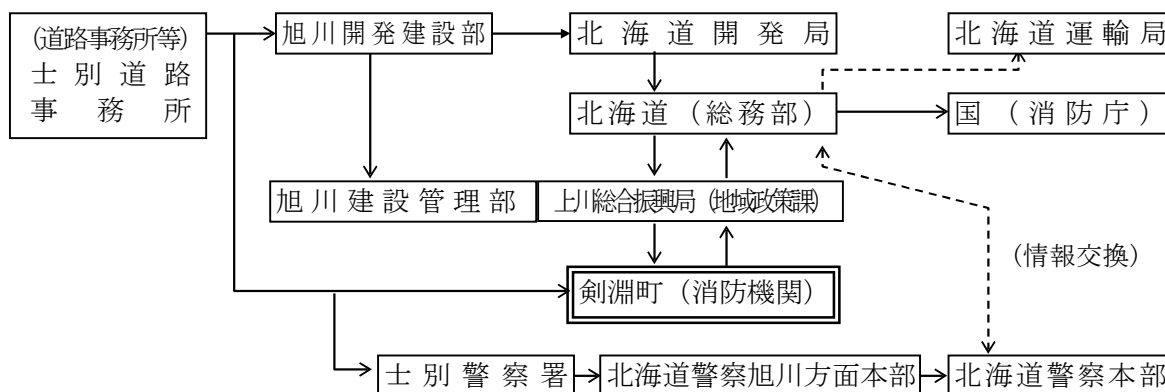 (道路事務所等)
士別道路
事務所
旭川開発建設部
北海道開発局
北海道運輸局
北海道(総務部)
国(消防庁)
旭川建設管理部
上川総合振興局(地域政策課)
(情報交換)
剣淵町(消防機関)
士別警察署
北海道警察旭川方面本部
北海道警察本部